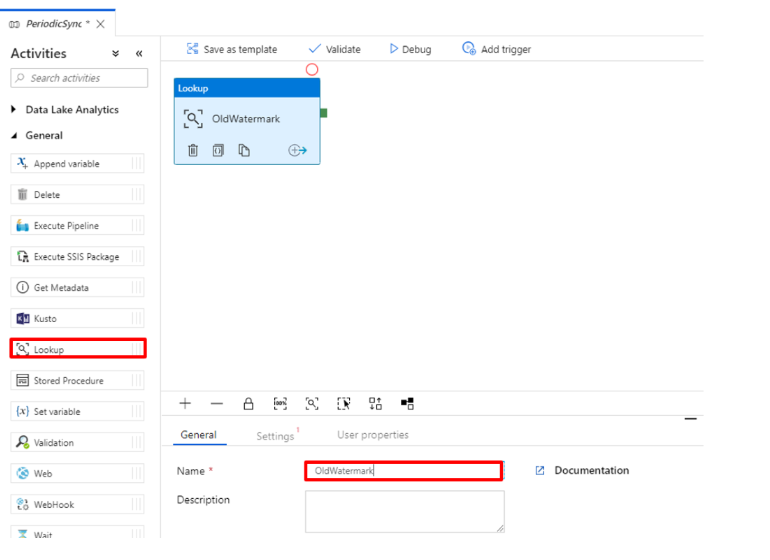 PeriodicSync *
Activities
Save as template
Validate
Debug
Add trigger
Search activities
Data Lake Analytics
General
Append variable
Delete
Execute Pipeline
Execute SSIS Package
Get Metadata
Kusto
Lookup
Stored Procedure
Set variable
Validation
Web
WebHook
Wait
Lookup
OldWatermark
100%
General
Settings 1
User properties
Name *
OldWatermark
Documentation
Description